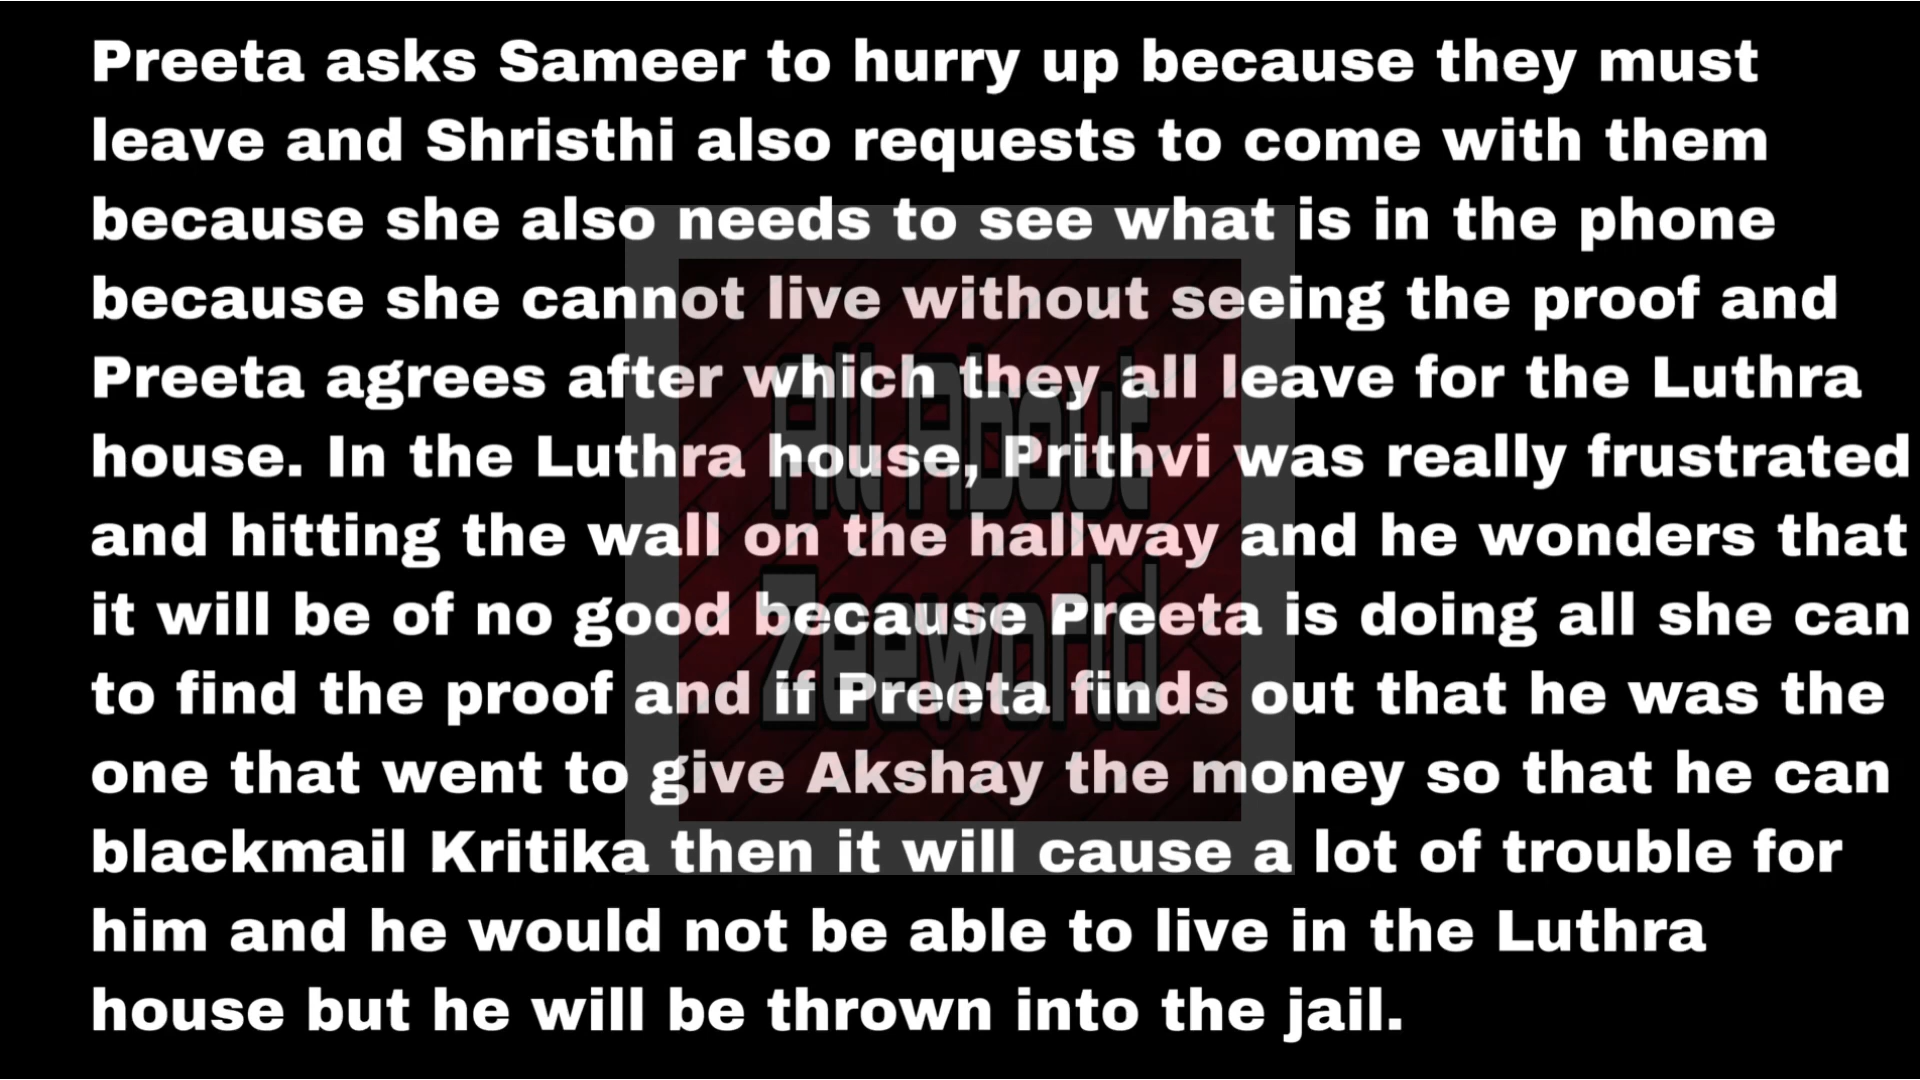 Preeta asks Sameer to hurry up because they must
leave and Shristhi also requests to come with them
because she also needs to see what is in the phone
because she cannot live without seeing the proof and
Preeta agrees after which they all leave for the Luthra
house. In the Luthra house, Prithvi was really frustrated
and hitting the wall on the hallway and he wonders that
it will be of no good because Preeta is doing all she can
to find the proof and if Preeta finds out that he was the
one that went to give Akshay the money so that he can
blackmail Kritika then it will cause a lot of trouble for
him and he would not be able to live in the Luthra
house but he will be thrown into the jail.
All About
Zeeworld